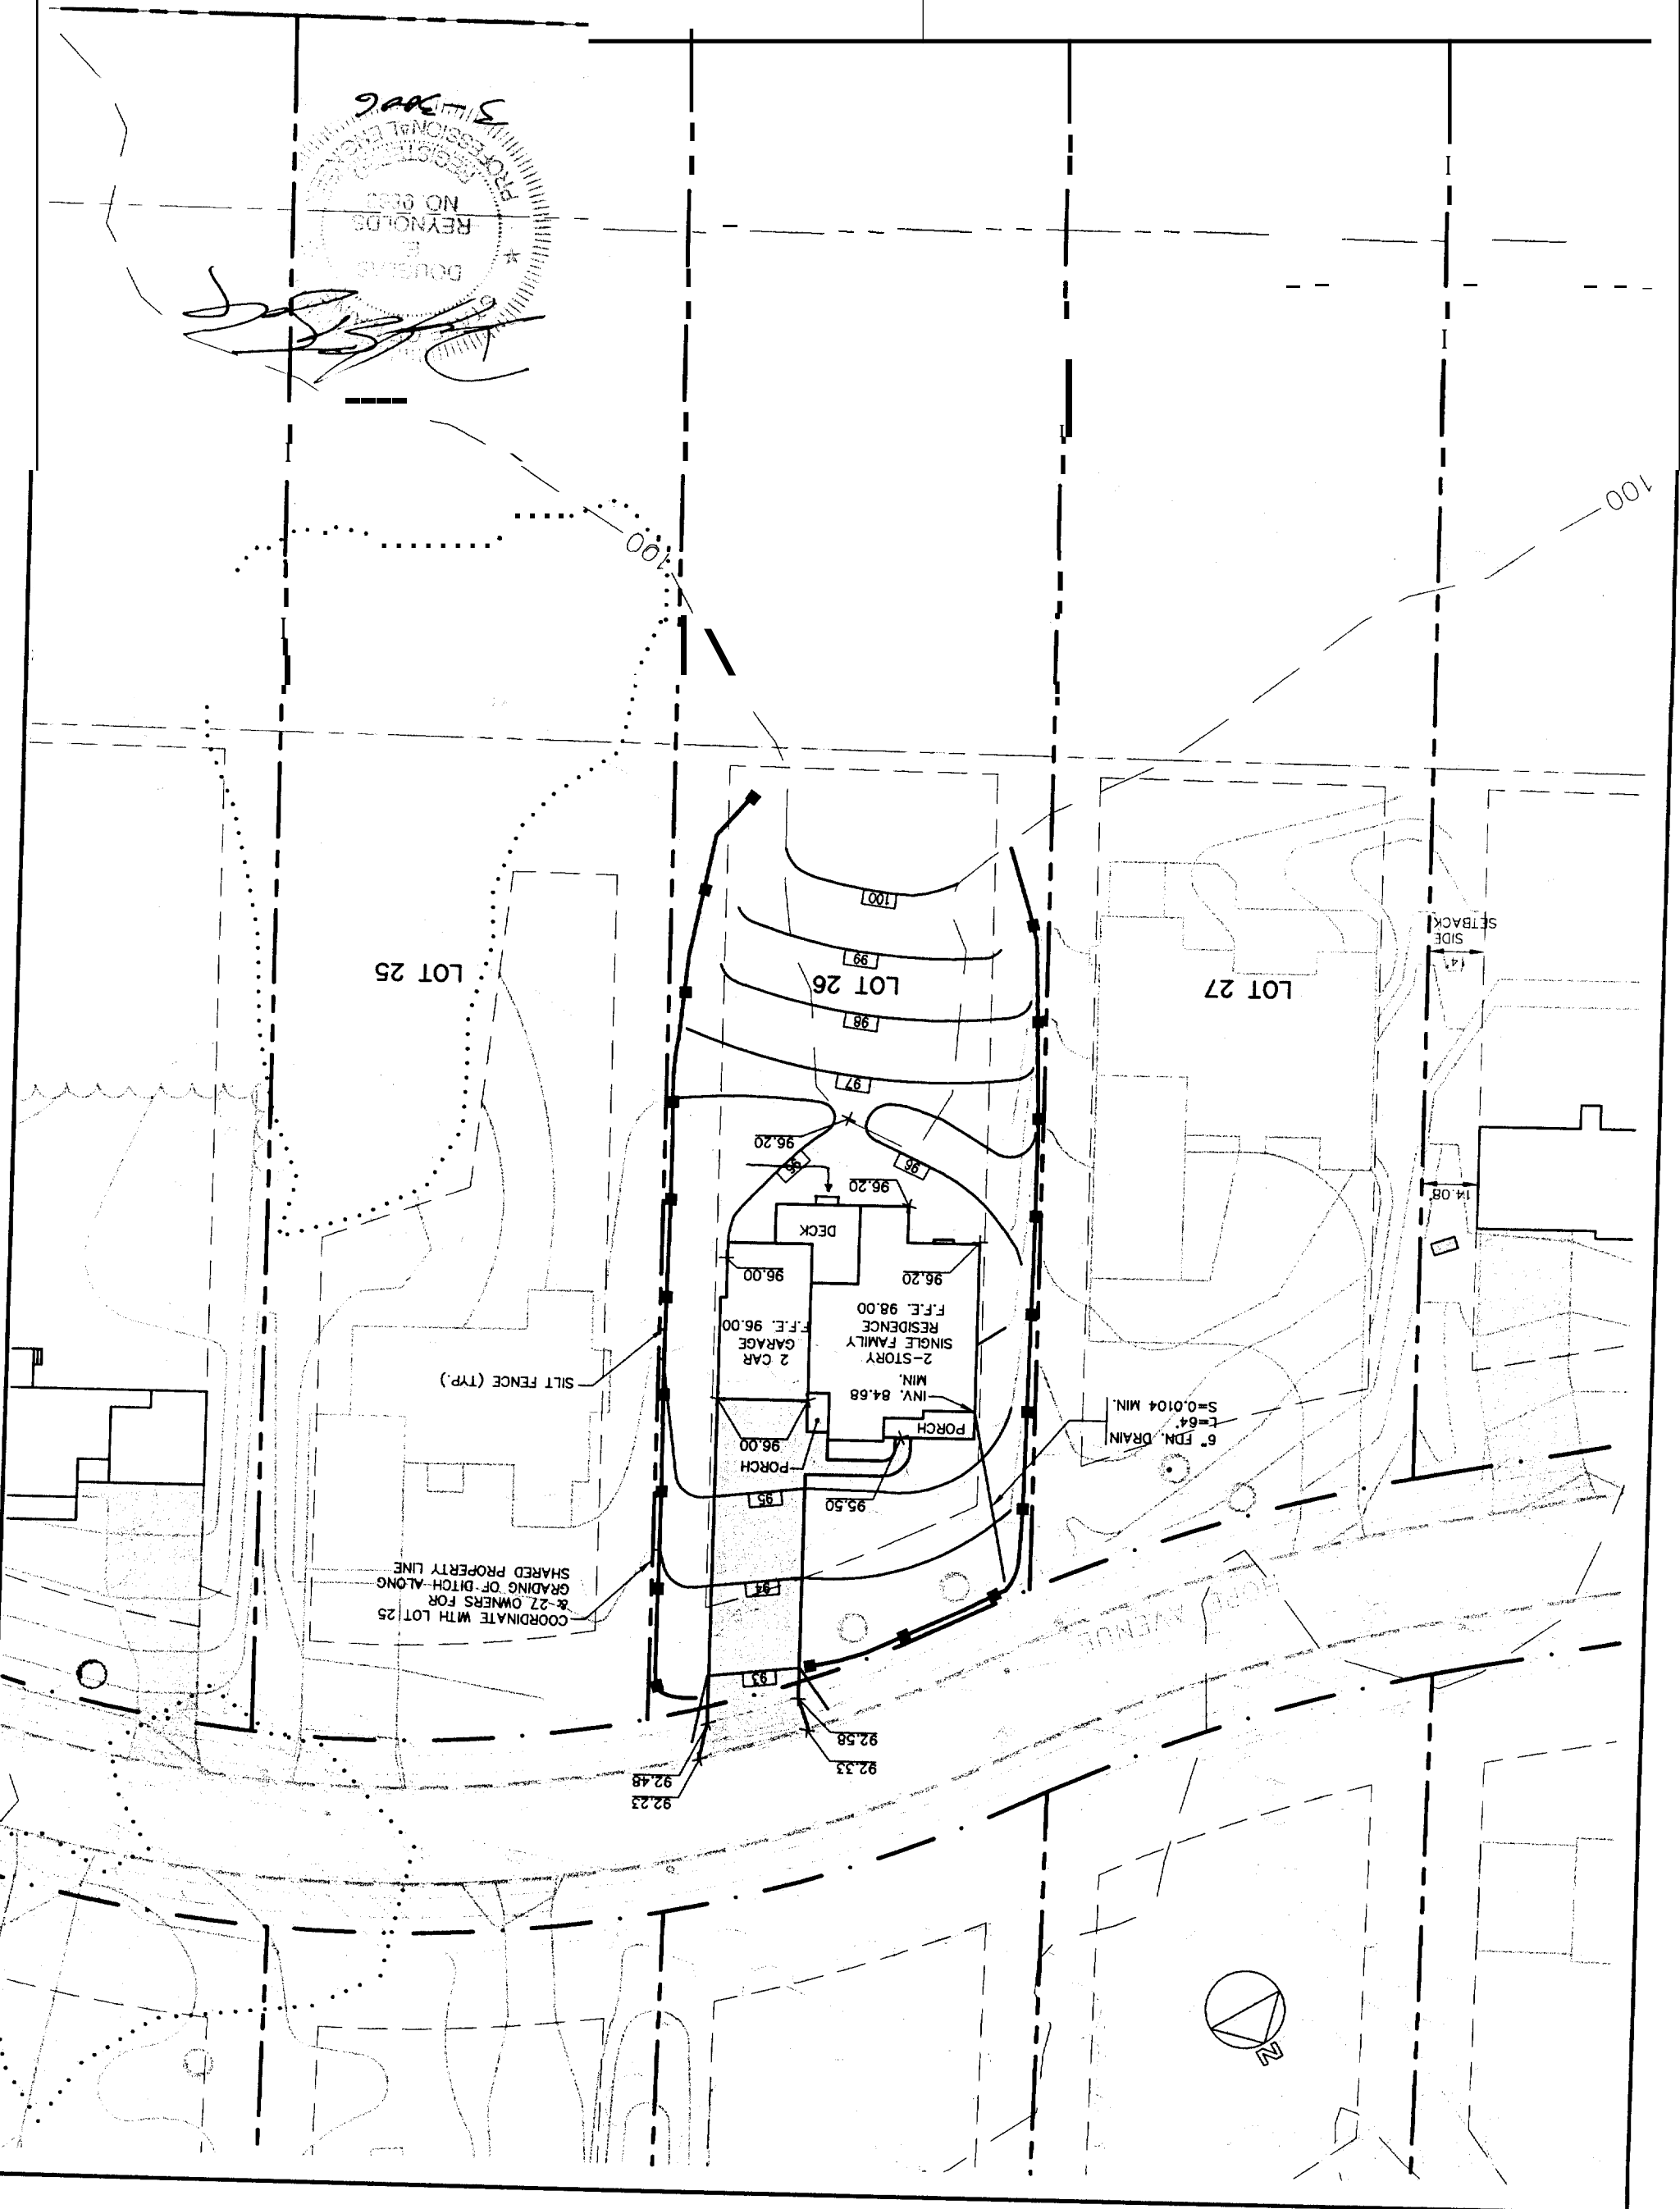 92.23
92.48
92.33
92.58
93
94
COORDINATE WITH LOT 25
& 27 OWNERS FOR
GRADING OF DITCH ALONG
SHARED PROPERTY LINE
6" FDN. DRAIN
L=64'
S=0.0104 MIN.
95.50
95
PORCH
96.00
PORCH
INV. 84.68
MIN.
2-STORY
SINGLE FAMILY
RESIDENCE
F.F.E. 98.00
2 CAR
GARAGE
F.F.E. 96.00
SILT FENCE (TYP.)
96.20
96.00
DECK
14.08'
96.20
96
96
96.20
97
98
LOT 27
LOT 26
LOT 25
99
14'
SIDE
SETBACK
100
100
100
DOUGLAS
E
REYNOLDS
REGISTERED
PROFESSIONAL
N
AVENUE